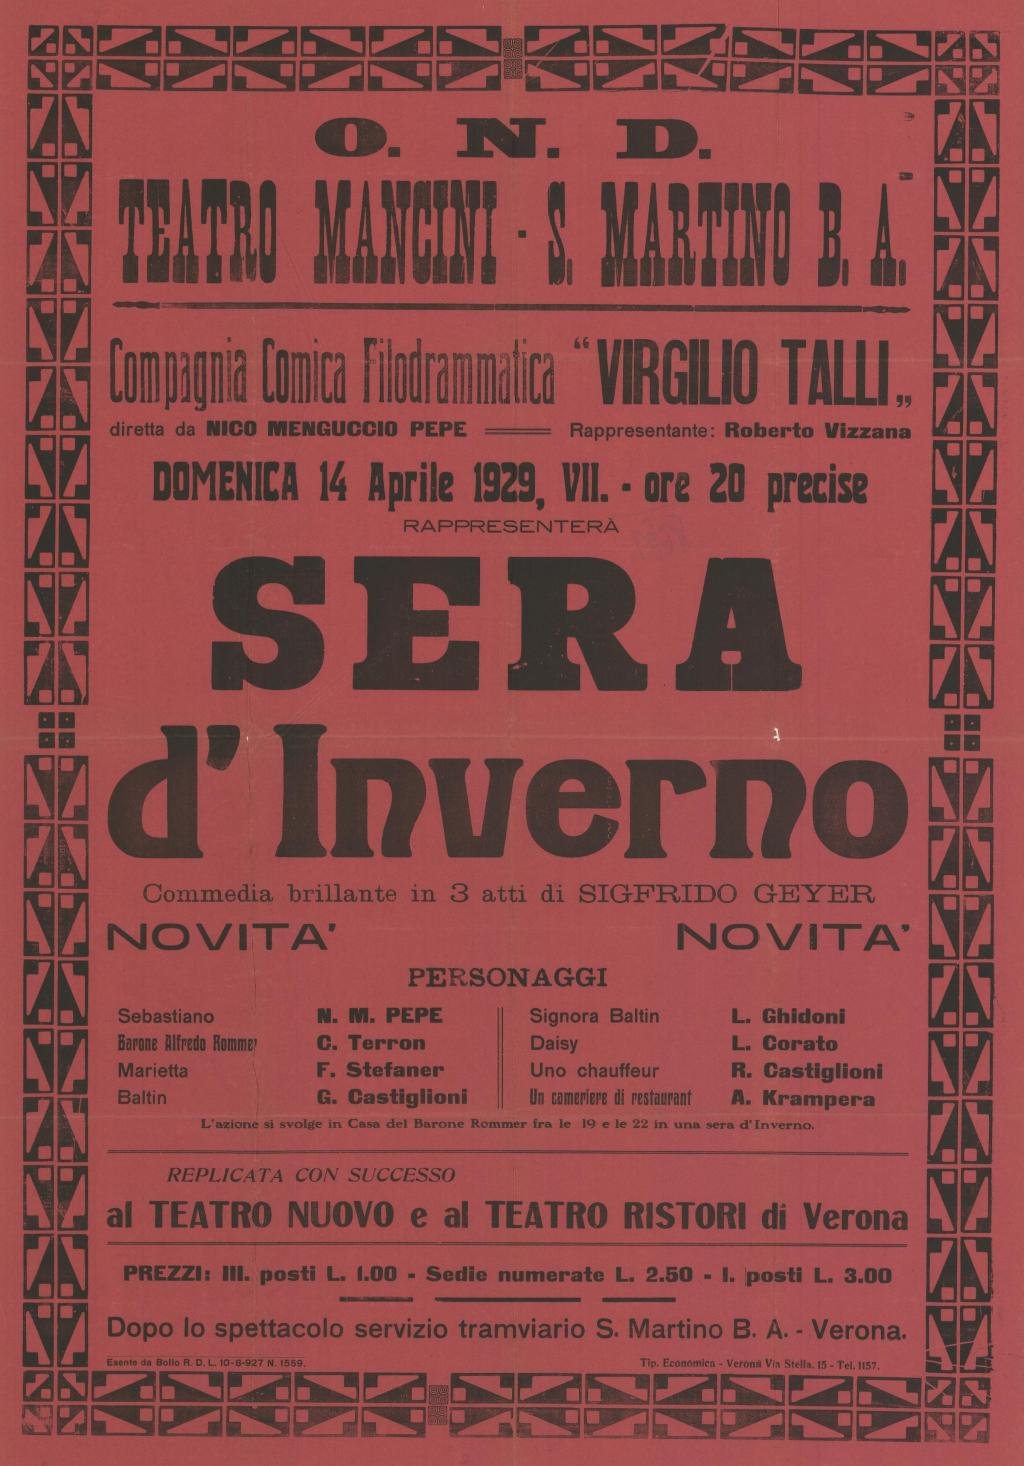 O. N. D.
TEATRO MANCINI - S. MARTINO B. A.
Compagnia Comica Filodrammatica “VIRGILIO TALLI„
diretta da NICO MENGUCCIO PEPE Rappresentante: Roberto Vizzana
DOMENICA 14 Aprile 1929, VII. - ore 20 precise
RAPPRESENTERÀ
SERA
d'Inverno
Commedia brillante in 3 atti di SIGFRIDO GEYER
NOVITA' NOVITA'
PERSONAGGI
Sebastiano N. M. PEPE Signora Baltin L. Ghidoni
Barone Alfredo Rommer C. Terron Daisy L. Corato
Marietta F. Stefaner Uno chauffeur R. Castiglioni
Baltin G. Castiglioni Un cameriere di restaurant A. Krampera
L'azione si svolge in Casa del Barone Rommer fra le 19 e le 22 in una sera d'Inverno.
REPLICATA CON SUCCESSO
al TEATRO NUOVO e al TEATRO RISTORI di Verona
PREZZI: III. posti L. 1.00 - Sedie numerate L. 2.50 - I. posti L. 3.00
Dopo lo spettacolo servizio tramviario S. Martino B. A. - Verona.
Esente da Bollo R. D. L. 10-8-927 N. 1559. Tip. Economica - Verona Via Stella. 15 - Tel. 1157.